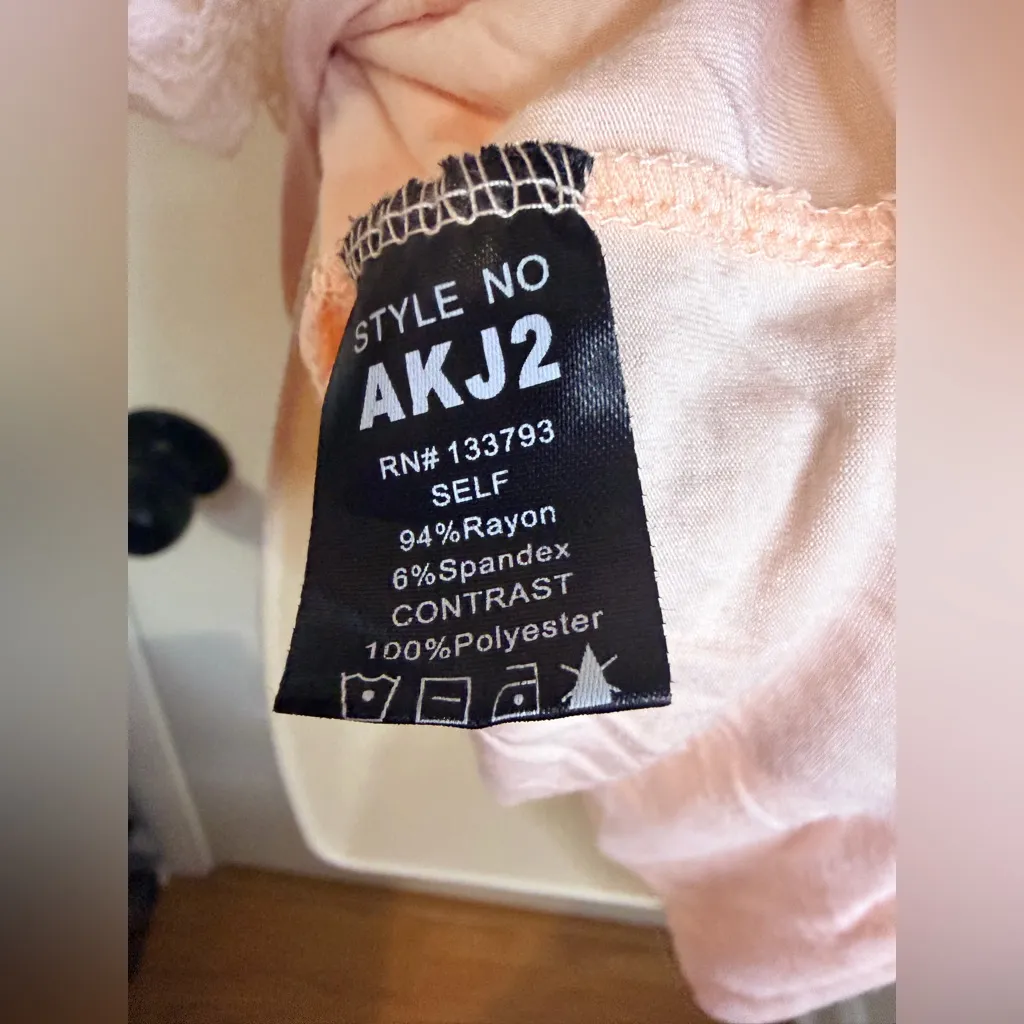 STYLE NO
AKJ2
RN# 133793
SELF
94%Rayon
6%Spandex
CONTRAST
100%Polyester